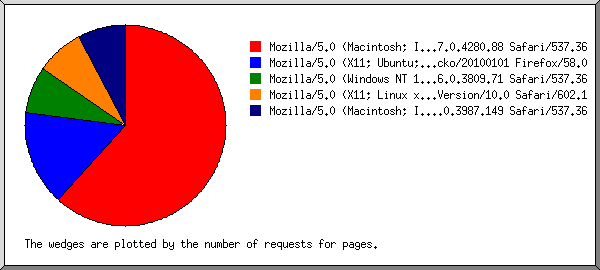 Mozilla/5.0 (Macintosh; I...7.0.4280.88 Safari/537.36
Mozilla/5.0 (X11; Ubuntu;...cko/20100101 Firefox/58.0
Mozilla/5.0 (Windows NT 1...6.0.3809.71 Safari/537.36
Mozilla/5.0 (X11; Linux x...Version/10.0 Safari/602.1
Mozilla/5.0 (Macintosh; I....0.3987.149 Safari/537.36
The wedges are plotted by the number of requests for pages.